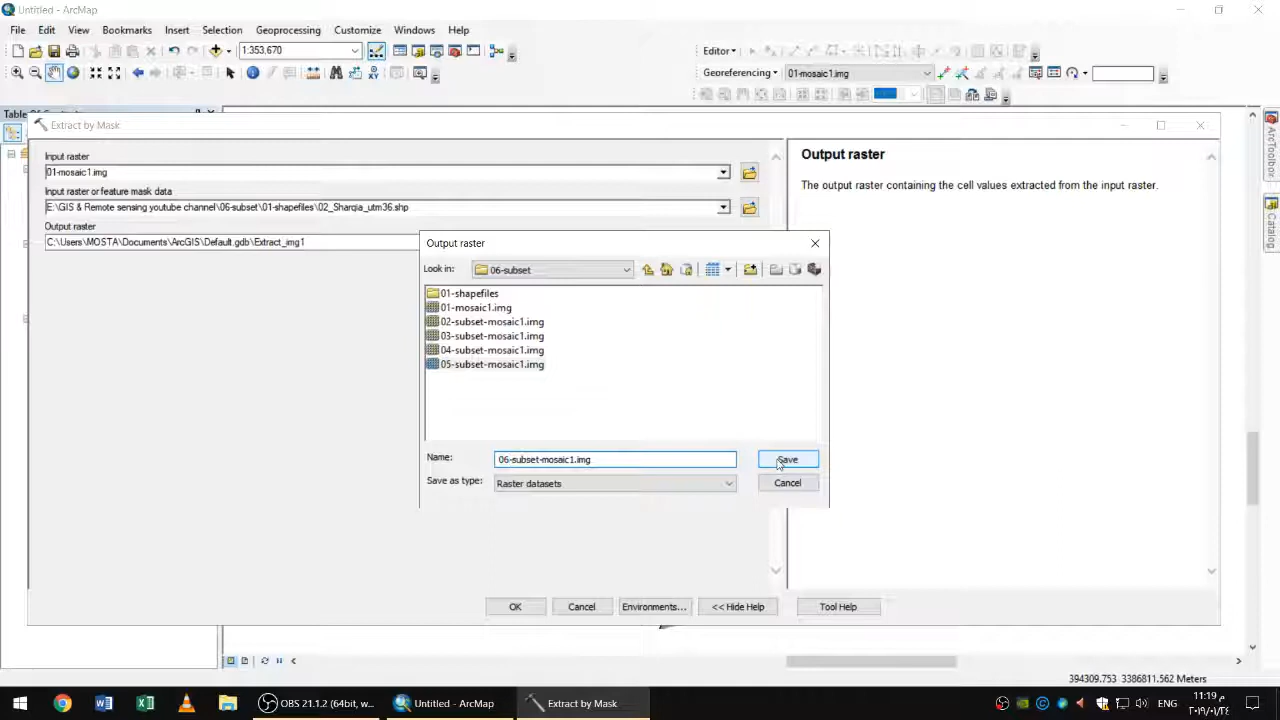 Untitled - ArcMap
File Edit View Bookmarks Insert Selection Geoprocessing Customize Windows Help
1:353,670
Editor
Georeferencing 01-mosaic1.img
Extract by Mask
Input raster
01-mosaic1.img
Input raster or feature mask data
E:\GIS & Remote sensing youtube channel\06-subset\01-shapefiles\02_Sharqia_utm36.shp
Output raster
C:\Users\MOSTA\Documents\ArcGIS\Default.gdb\Extract_img1
Output raster
The output raster containing the cell values extracted from the input raster.
ArcToolbox
Catalog
Output raster
Look in: 06-subset
01-shapefiles
01-mosaic1.img
02-subset-mosaic1.img
03-subset-mosaic1.img
04-subset-mosaic1.img
05-subset-mosaic1.img
Name: 06-subset-mosaic1.img Save
Save as type: Raster datasets Cancel
OK Cancel Environments... << Hide Help Tool Help
394309.753 3386811.562 Meters
OBS 21.1.2 (64bit, w... Untitled - ArcMap Extract by Mask
ENG
11:19 م